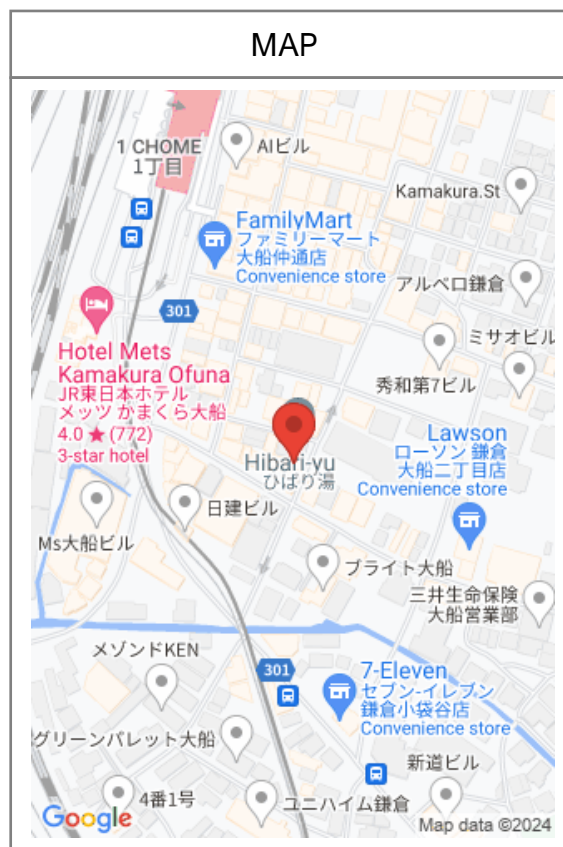 MAP
1 CHOME
1丁目
AIビル
Kamakura.St
FamilyMart
ファミリーマート
大船仲通店
Convenience store
アルベロ鎌倉
301
ミサオビル
Hotel Mets
Kamakura Ofuna
JR東日本ホテル
メッツ かまくら大船
4.0 ★ (772)
3-star hotel
秀和第7ビル
Lawson
ローソン 鎌倉
大船二丁目店
Convenience store
Hibari-yu
ひばり湯
日建ビル
Ms大船ビル
ブライト大船
三井生命保険
大船営業部
メゾンドKEN
301
7-Eleven
セブン-イレブン
鎌倉小袋谷店
Convenience store
グリーンバレット大船
新道ビル
4番1号
ユニハイム鎌倉
Google
Map data ©2024